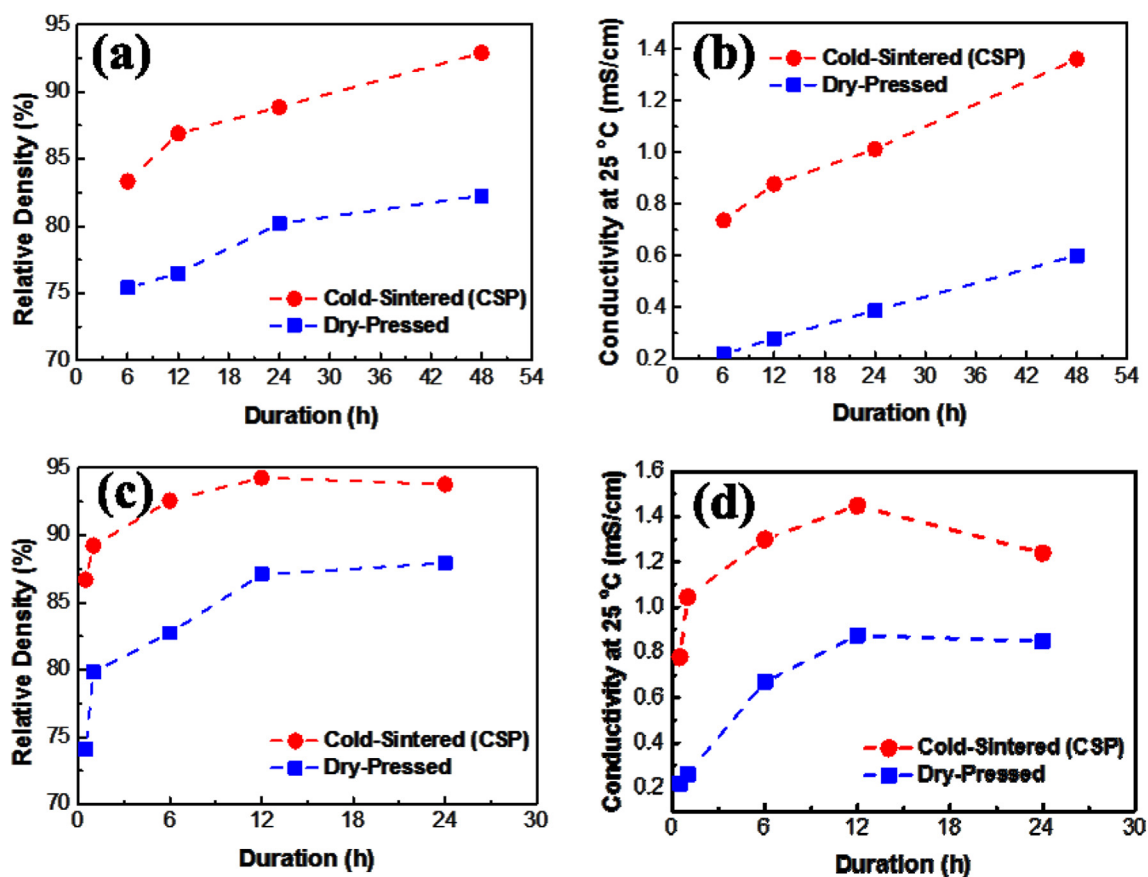 (a)
Relative Density (%)
95
90
85
80
75
70
Cold-Sintered (CSP)
Dry-Pressed
0 6 12 18 24 30 36 42 48 54
Duration (h)
(b)
Conductivity at 25 °C (mS/cm)
1.4
1.2
1.0
0.8
0.6
0.4
0.2
Cold-Sintered (CSP)
Dry-Pressed
0 6 12 18 24 30 36 42 48 54
Duration (h)
(c)
Relative Density (%)
95
90
85
80
75
70
Cold-Sintered (CSP)
Dry-Pressed
0 6 12 18 24 30
Duration (h)
(d)
Conductivity at 25 °C (mS/cm)
1.6
1.4
1.2
1.0
0.8
0.6
0.4
0.2
Cold-Sintered (CSP)
Dry-Pressed
0 6 12 18 24 30
Duration (h)